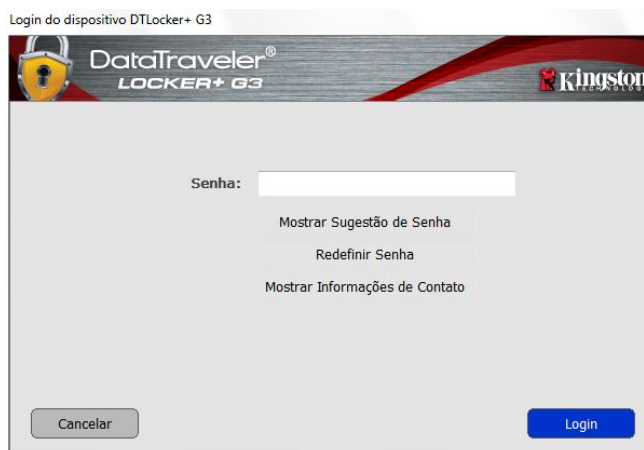 Login do dispositivo DTLocker+ G3
DataTraveler®
LOCKER+ G3
Kingston
TECHNOLOGY
Senha:
Mostrar Sugestão de Senha
Redefinir Senha
Mostrar Informações de Contato
Cancelar
Login